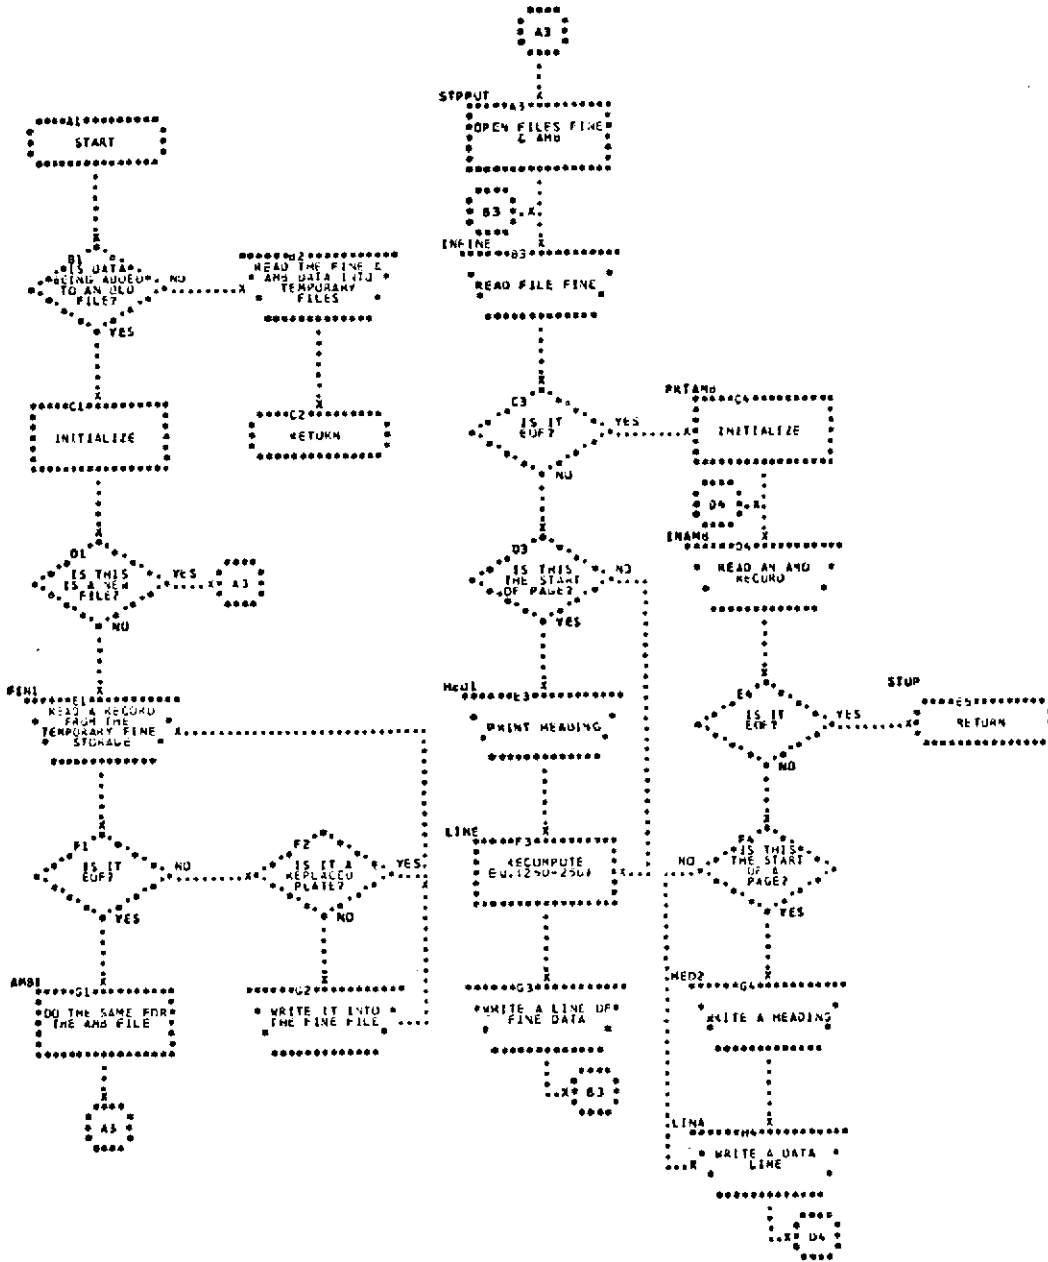 A1
START
B1
IS DATA
BEING ADDED
TO AN OLD
FILE?
NO
YES
B2
READ THE FINE &
AMB DATA INTO
TEMPORARY
FILES
C1
INITIALIZE
C2
RETURN
D1
IS THIS
IS A NEW
FILE?
YES
A3
NO
E1
READ A RECORD
FROM THE
TEMPORARY FINE
STORAGE
F1
IS IT
EOF?
NO
YES
F2
IS IT A
REPLACED
PLATE?
YES
NO
G1
DO THE SAME FOR
THE AMB FILE
G2
WRITE IT INTO
THE FINE FILE
A3
A3
STPPUT
A3
OPEN FILES FINE
& AMB
B3
INFINE
B3
READ FILE FINE
C3
IS IT
EOF?
YES
NO
D3
IS THIS
THE START
OF PAGE?
NO
YES
HED1
E3
PRINT HEADING
LINE
F3
RECOMPUTE
G3
WRITE A LINE OF
FINE DATA
B3
PRTAMB
C4
INITIALIZE
D4
INAMB
D4
READ AN AMB
RECORD
E4
IS IT
EOF?
YES
NO
STOP
E5
RETURN
F4
IS THIS
THE START
OF A
PAGE?
NO
YES
HED2
G4
WRITE A HEADING
LINA
H4
WRITE A DATA
LINE
D4